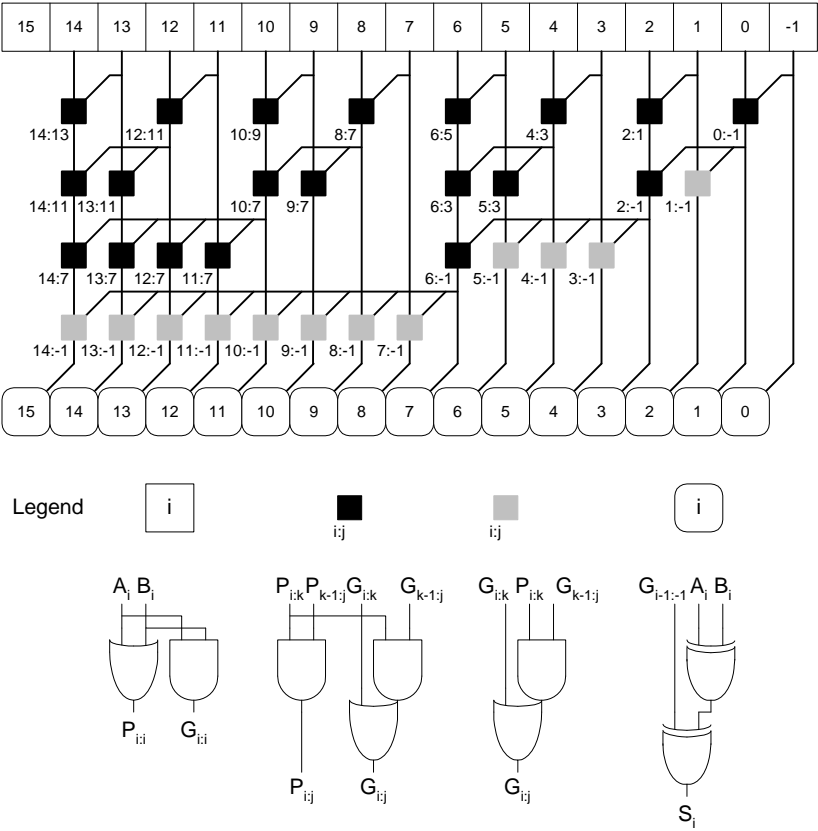 15 14 13 12 11 10 9 8 7 6 5 4 3 2 1 0 -1
14:13 12:11 10:9 8:7 6:5 4:3 2:1 0:-1
14:11 13:11 10:7 9:7 6:3 5:3 2:-1 1:-1
14:7 13:7 12:7 11:7 6:-1 5:-1 4:-1 3:-1
14:-1 13:-1 12:-1 11:-1 10:-1 9:-1 8:-1 7:-1
15 14 13 12 11 10 9 8 7 6 5 4 3 2 1 0
Legend i i:j i:j i
Ai Bi Pi:k Pk-1:j Gi:k Gk-1:j Gi:k Pi:k Gk-1:j Gi-1:-1 Ai Bi
Pi:i Gi:i
Pi:j Gi:j Gi:j
Si